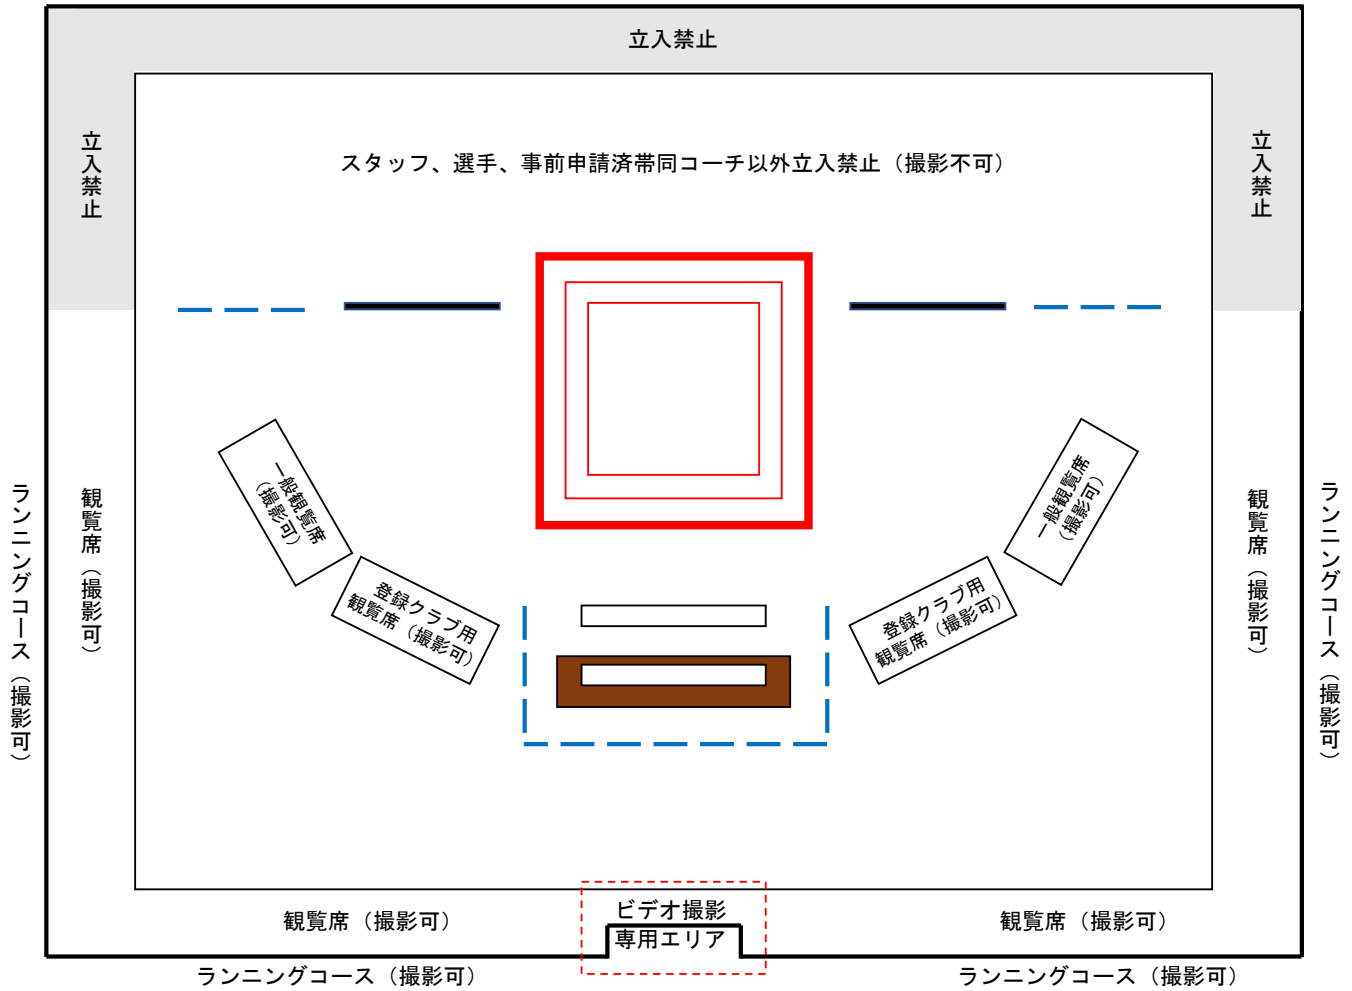 立入禁止
立入禁止
立入禁止
スタッフ、選手、事前申請済帯同コーチ以外立入禁止（撮影不可）
一般観覧席
（撮影可）
一般観覧席
（撮影可）
ランニングコース（撮影可）
観覧席（撮影可）
観覧席（撮影可）
ランニングコース（撮影可）
登録クラブ用
観覧席（撮影可）
登録クラブ用
観覧席（撮影可）
観覧席（撮影可）
ビデオ撮影
専用エリア
観覧席（撮影可）
ランニングコース（撮影可）
ランニングコース（撮影可）